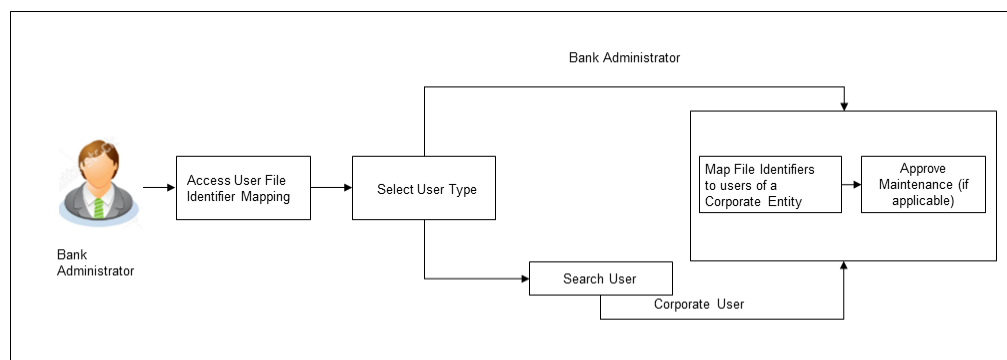 Bank Administrator
Access User File
Identifier Mapping
Select User Type
Map File Identifiers
to users of a
Corporate Entity
Approve
Maintenance (if
applicable)
Bank
Administrator
Search User
Corporate User